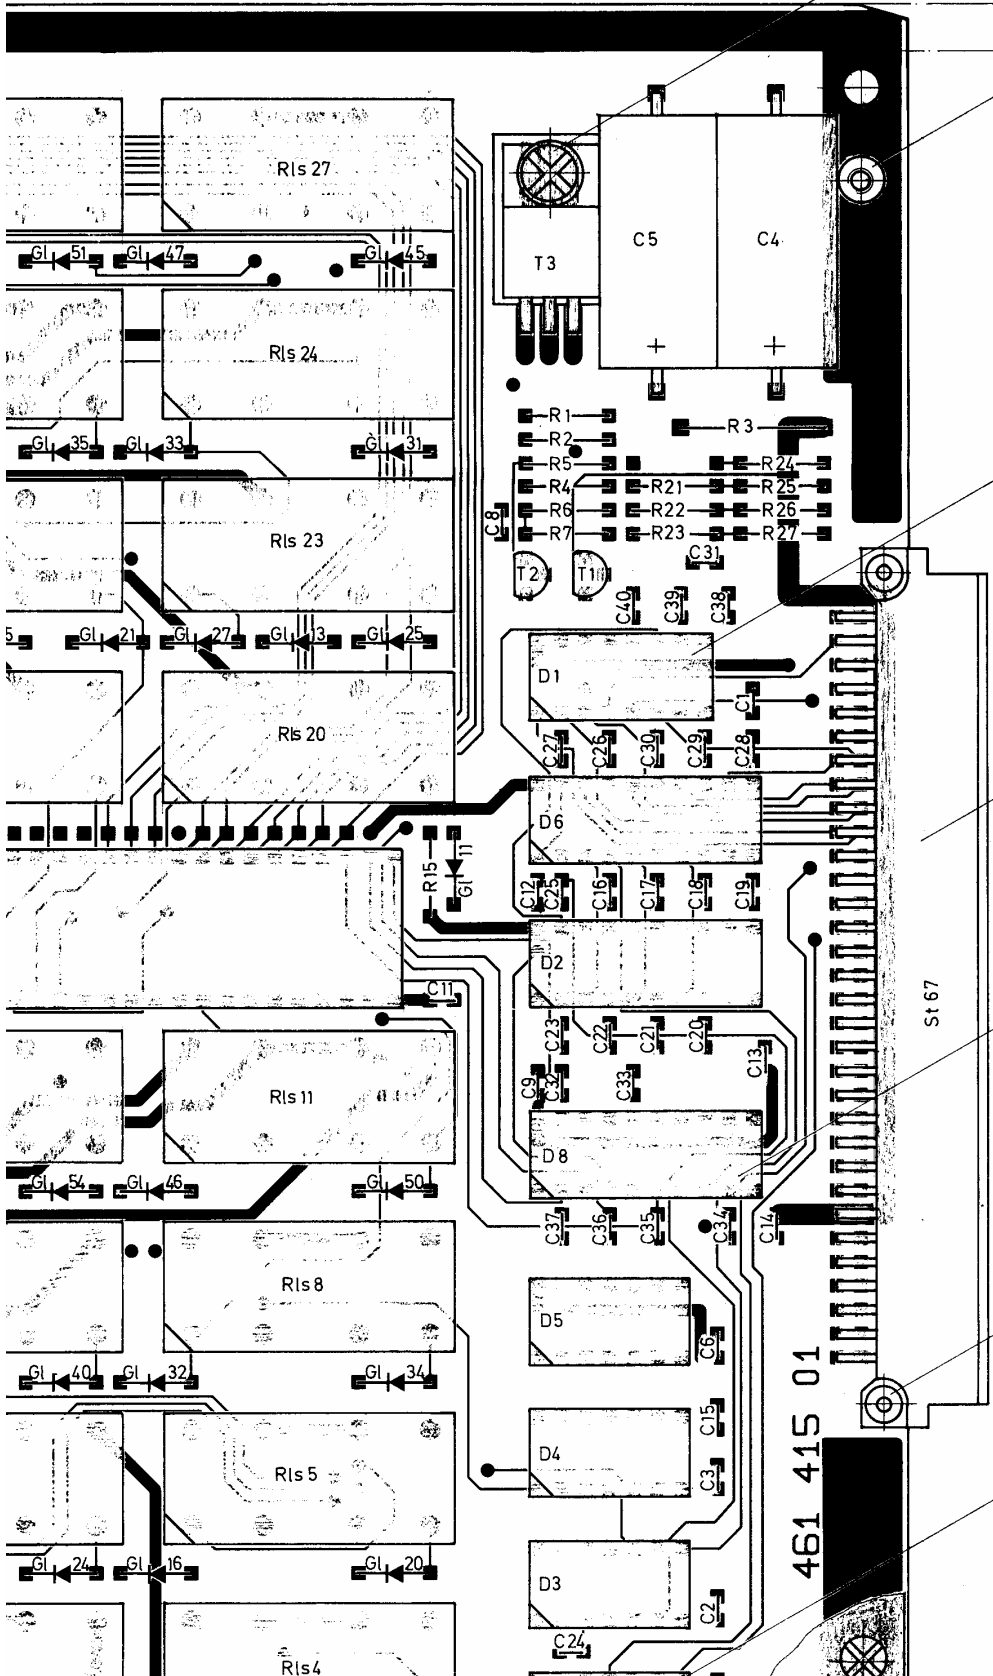 Rls 27
C5
C4
T3
Gl 51
Gl 47
Gl 45
Rls 24
R1
R2
R3
Gl 35
Gl 33
Gl 31
R5
R24
R4
R21
R25
C8
R6
R22
R26
R7
R23
R27
Rls 23
C31
T2
T1
C40
C39
C38
5
Gl 21
Gl 27
Gl 13
Gl 25
D1
C1
Rls 20
C27
C26
C30
C29
C28
D6
R15
Gl 11
C12
C25
C16
C17
C18
C19
D2
C11
St 67
C23
C22
C21
C20
C13
C9
C32
C33
Rls 11
D8
Gl 54
Gl 46
Gl 50
C37
C36
C35
C34
C14
Rls 8
D5
C6
Gl 40
Gl 32
Gl 34
461 415 01
C15
D4
C3
Rls 5
Gl 24
Gl 16
Gl 20
D3
C2
C24
Rls 4